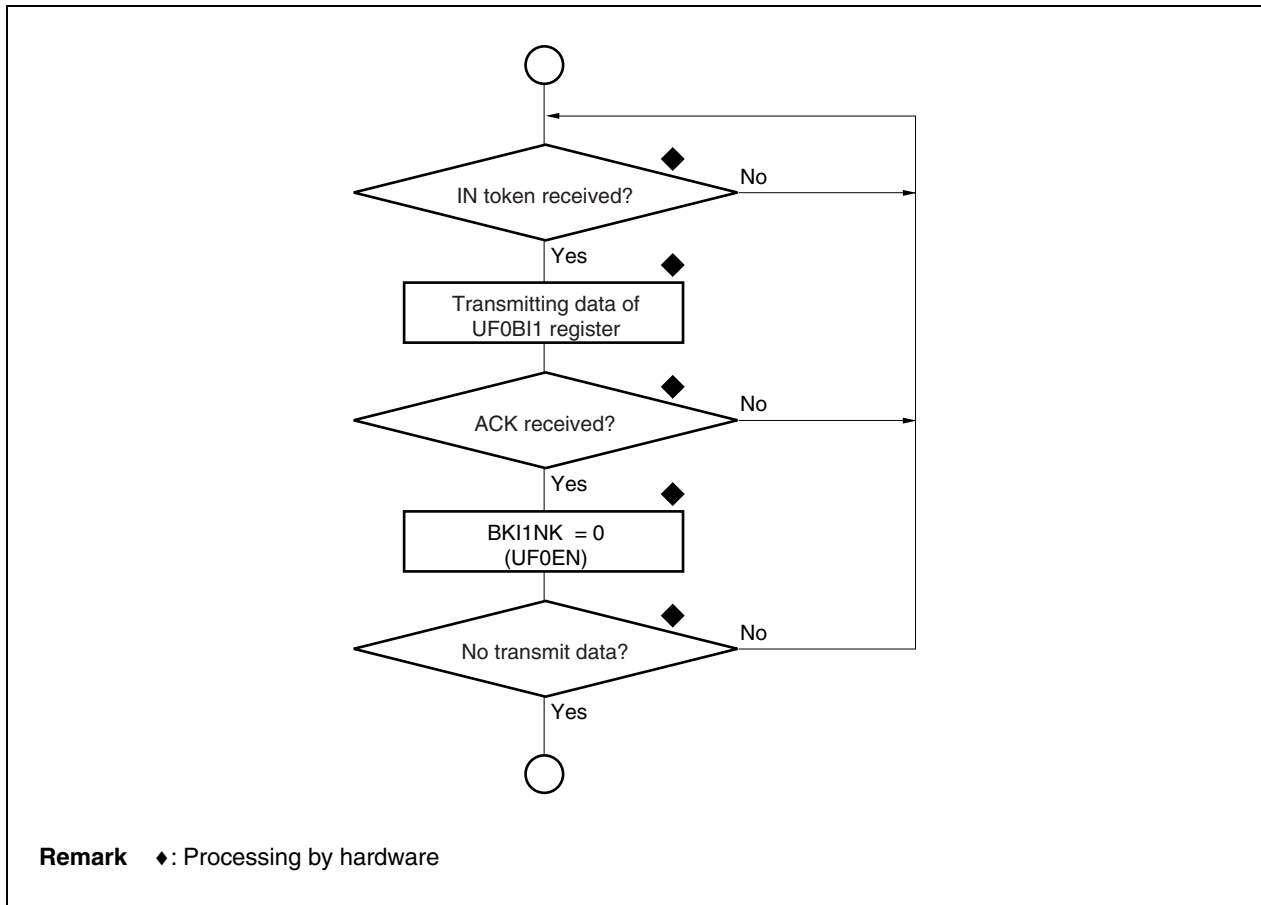 IN token received?
No
Yes
Transmitting data of
UF0BI1 register
ACK received?
No
Yes
BKI1NK = 0
(UF0EN)
No transmit data?
No
Yes
Remark ♦: Processing by hardware